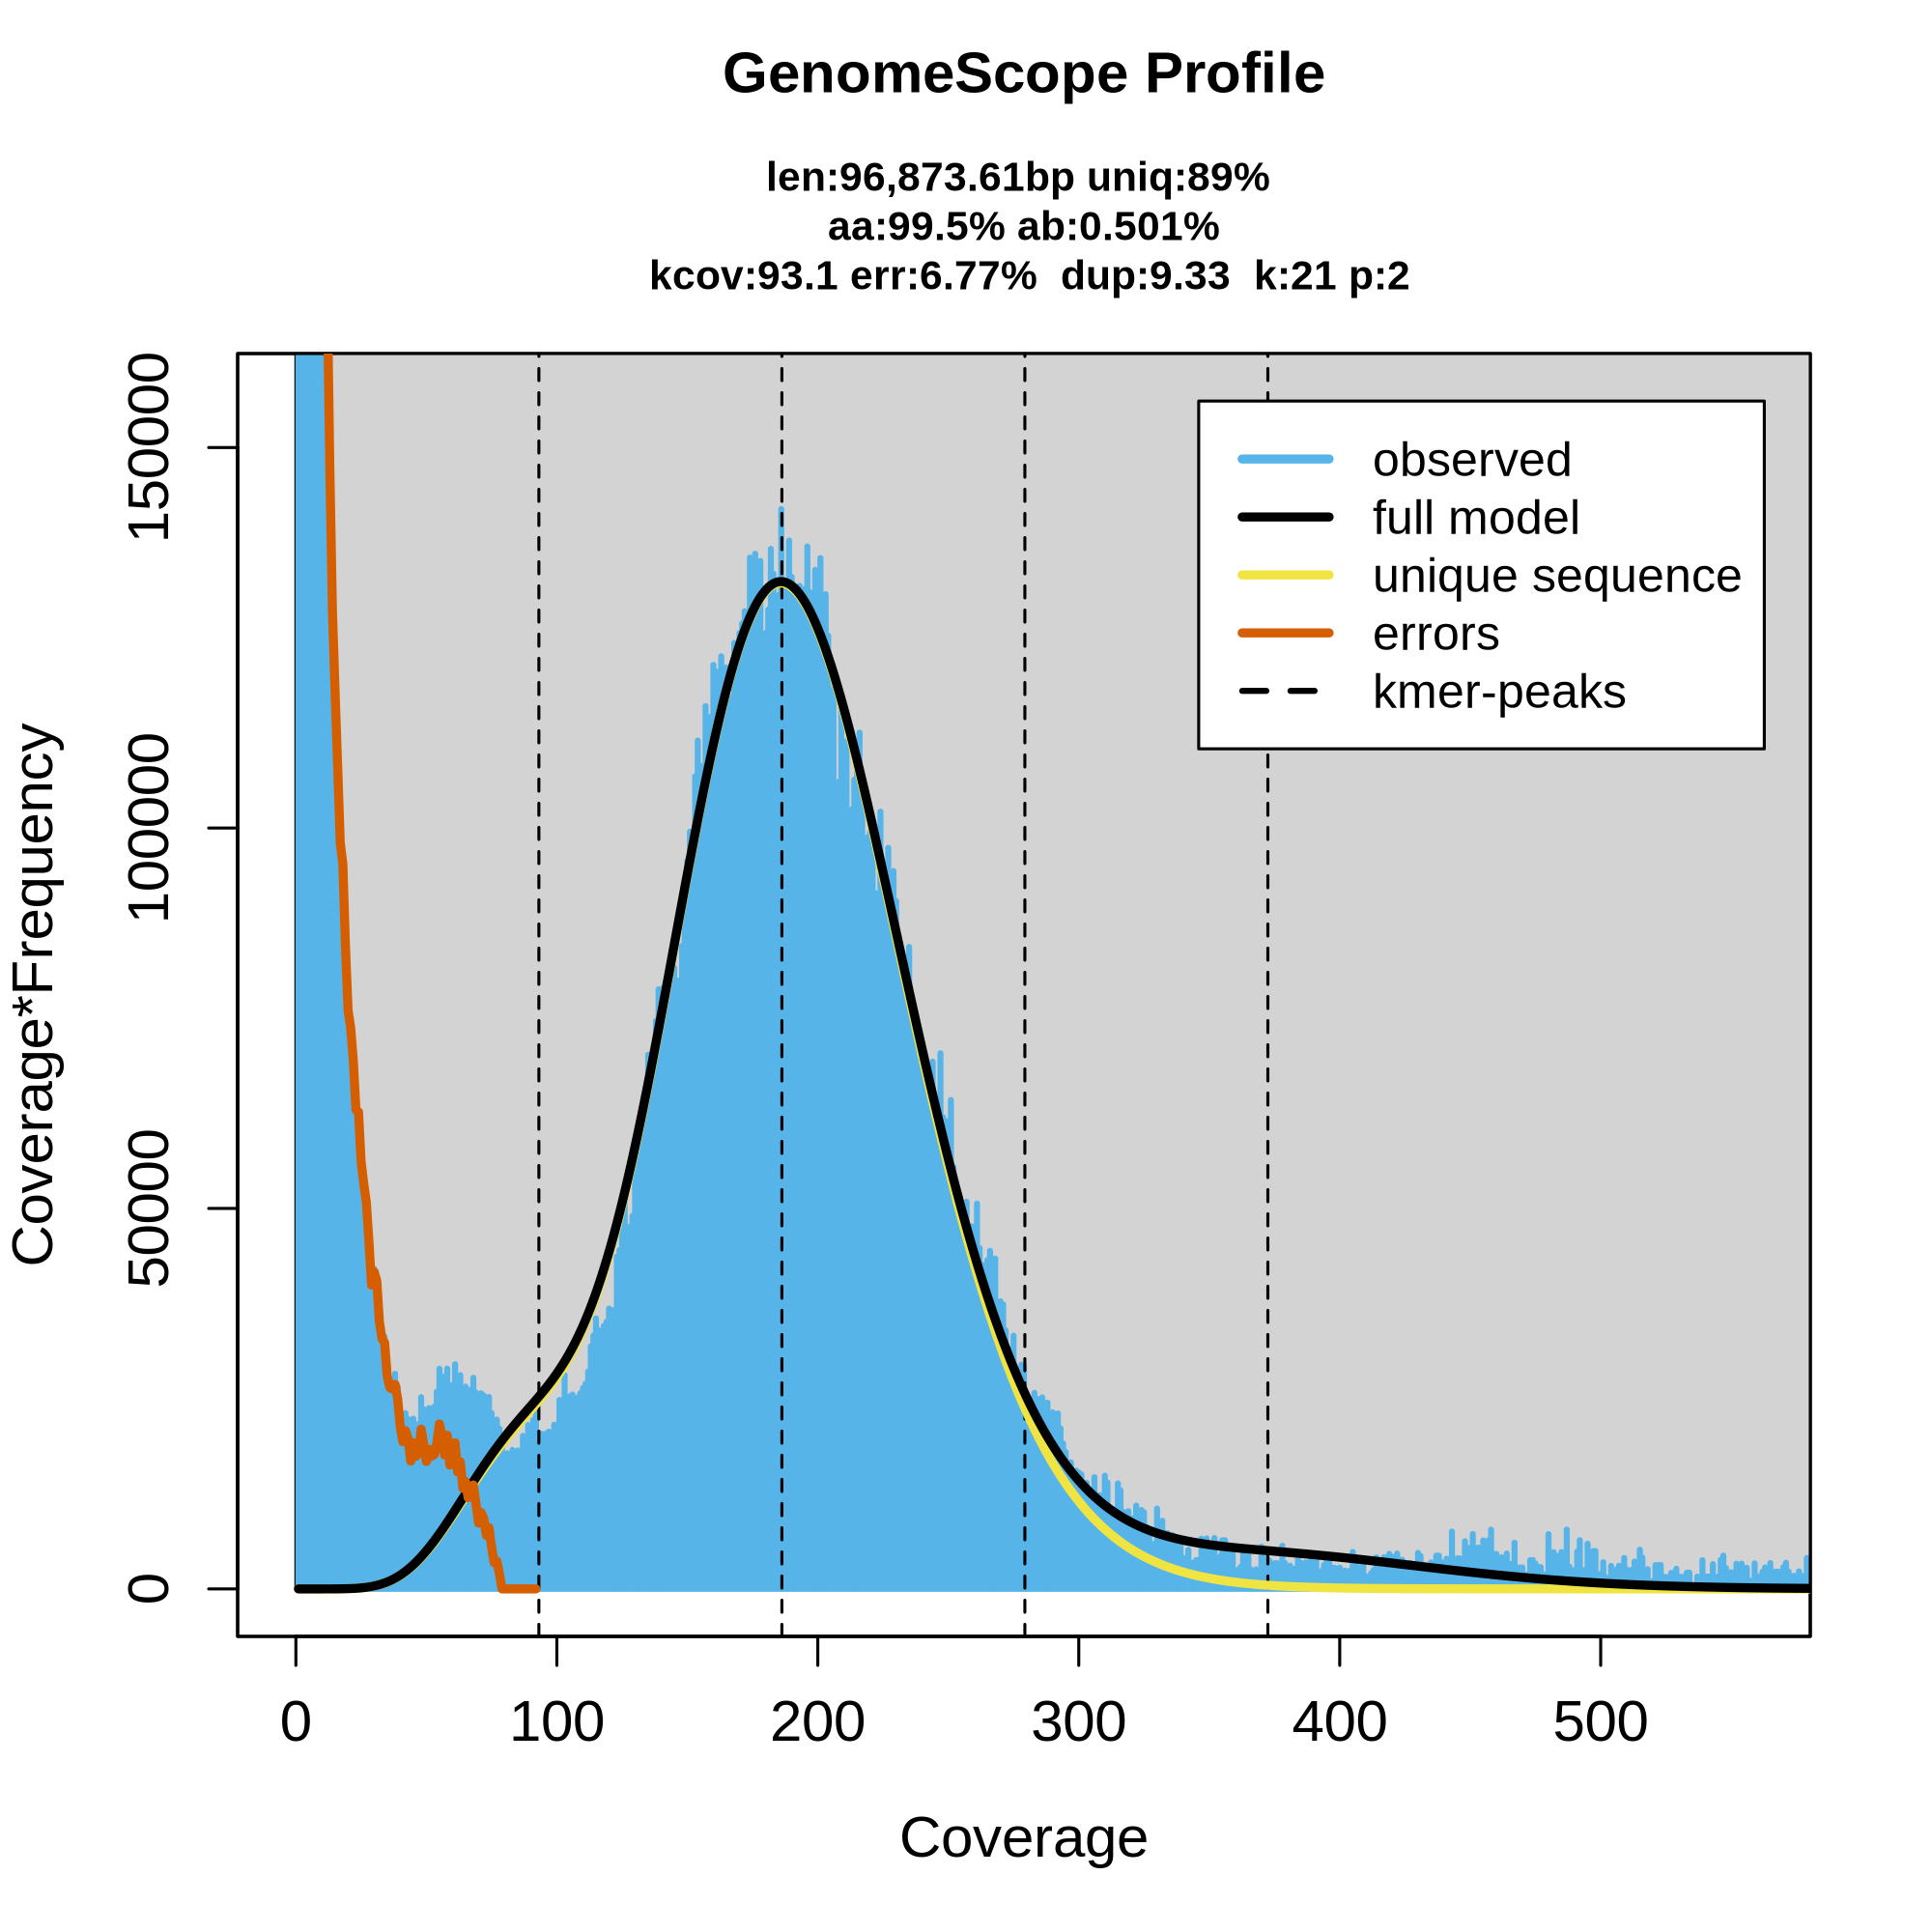 GenomeScope Profile
len:96,873.61bp uniq:89%
aa:99.5% ab:0.501%
kcov:93.1 err:6.77%  dup:9.33  k:21 p:2
150000
100000
50000
0
Coverage*Frequency
observed
full model
unique sequence
errors
kmer-peaks
0 100 200 300 400 500
Coverage